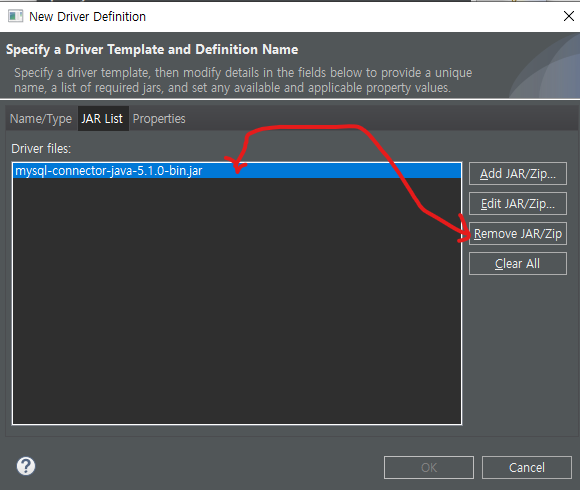 New Driver Definition
Specify a Driver Template and Definition Name
Specify a driver template, then modify details in the fields below to provide a unique
name, a list of required jars, and set any available and applicable property values.
Name/Type JAR List Properties
Driver files:
mysql-connector-java-5.1.0-bin.jar
Add JAR/Zip...
Edit JAR/Zip...
Remove JAR/Zip
Clear All
?
OK Cancel